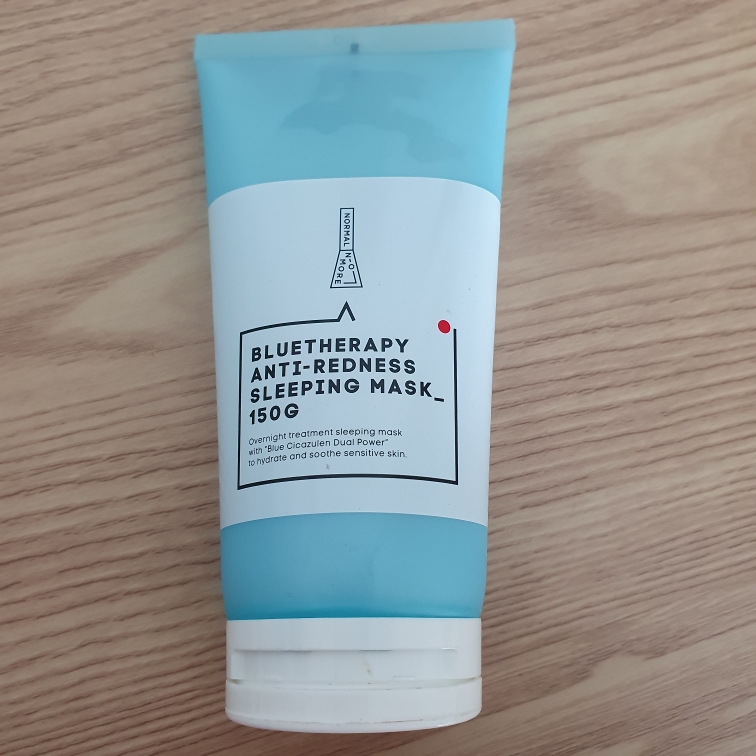 NORMAL
NO
MORE
BLUETHERAPY
ANTI-REDNESS
SLEEPING MASK_
150G
Overnight treatment sleeping mask
with "Blue Cicazulen Dual Power"
to hydrate and soothe sensitive skin.